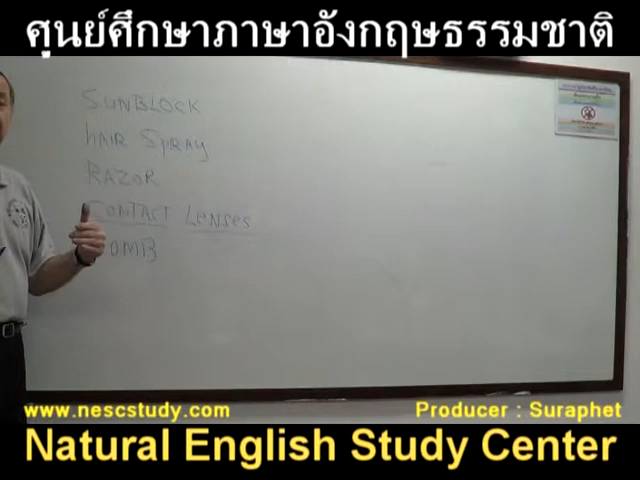 ศูนย์ศึกษาภาษาอังกฤษธรรมชาติ
SUNBLOCK
hAIR SpRAy
RAZOR
CONTACT LeNSeS
OMB
www.nescstudy.com
Producer : Suraphet
Natural English Study Center